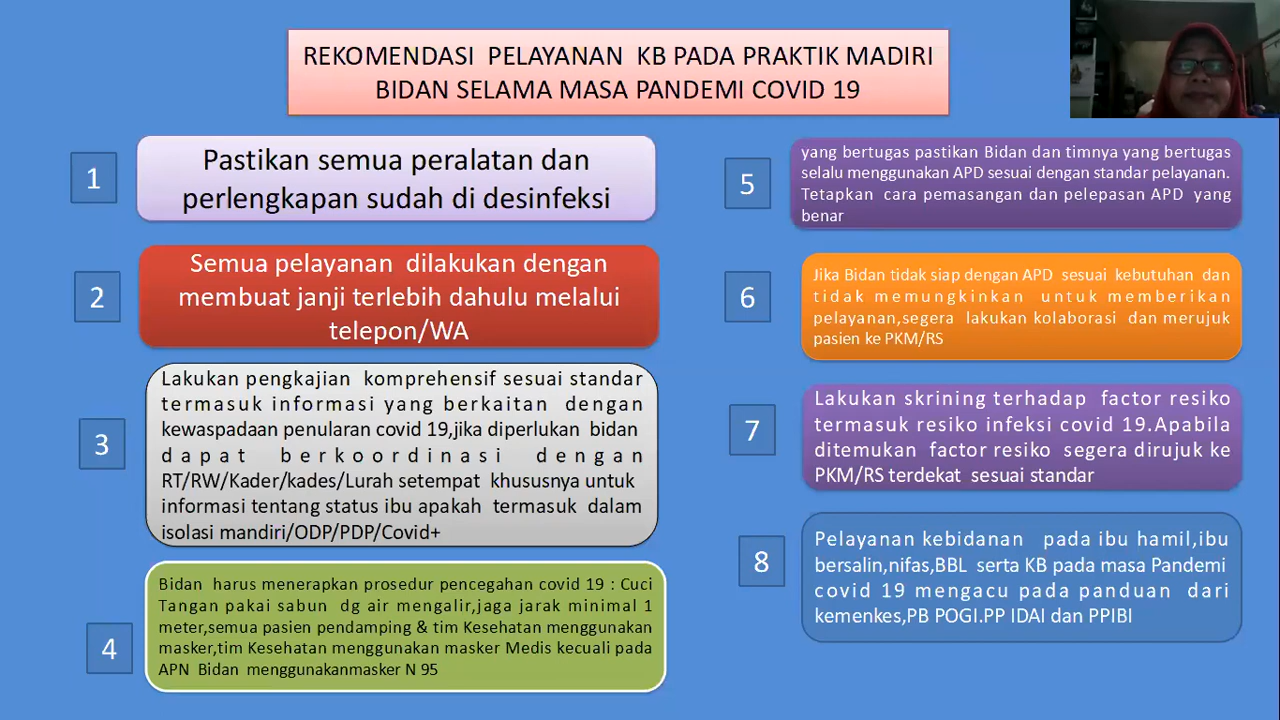 REKOMENDASI PELAYANAN KB PADA PRAKTIK MADIRI
BIDAN SELAMA MASA PANDEMI COVID 19
1
Pastikan semua peralatan dan
perlengkapan sudah di desinfeksi
2
Semua pelayanan dilakukan dengan
membuat janji terlebih dahulu melalui
telepon/WA
3
Lakukan pengkajian komprehensif sesuai standar
termasuk informasi yang berkaitan dengan
kewaspadaan penularan covid 19,jika diperlukan bidan
dapat berkoordinasi dengan
RT/RW/Kader/kades/Lurah setempat khususnya untuk
informasi tentang status ibu apakah termasuk dalam
isolasi mandiri/ODP/PDP/Covid+
4
Bidan harus menerapkan prosedur pencegahan covid 19 : Cuci
Tangan pakai sabun dg air mengalir,jaga jarak minimal 1
meter,semua pasien pendamping & tim Kesehatan menggunakan
masker,tim Kesehatan menggunakan masker Medis kecuali pada
APN Bidan menggunakanmasker N 95
5
yang bertugas pastikan Bidan dan timnya yang bertugas
selalu menggunakan APD sesuai dengan standar pelayanan.
Tetapkan cara pemasangan dan pelepasan APD yang
benar
6
Jika Bidan tidak siap dengan APD sesuai kebutuhan dan
tidak memungkinkan untuk memberikan
pelayanan,segera lakukan kolaborasi dan merujuk
pasien ke PKM/RS
7
Lakukan skrining terhadap factor resiko
termasuk resiko infeksi covid 19.Apabila
ditemukan factor resiko segera dirujuk ke
PKM/RS terdekat sesuai standar
8
Pelayanan kebidanan pada ibu hamil,ibu
bersalin,nifas,BBL serta KB pada masa Pandemi
covid 19 mengacu pada panduan dari
kemenkes,PB POGI.PP IDAI dan PPIBI